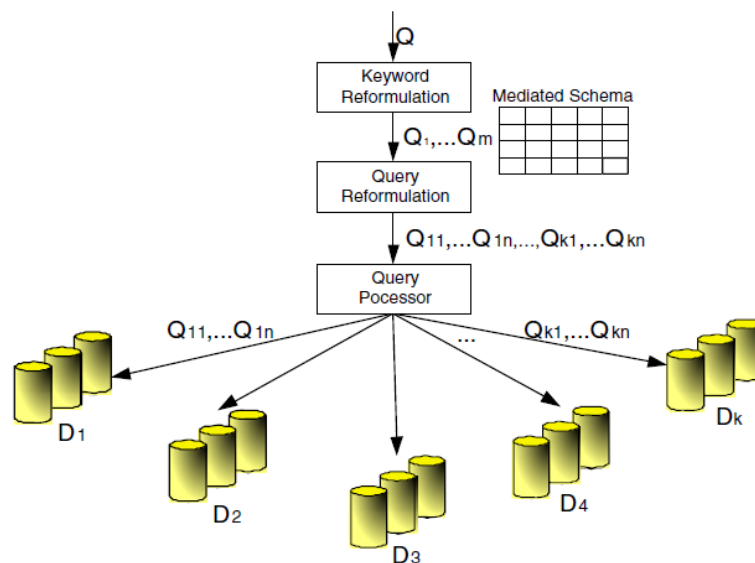 Q
Keyword
Reformulation
Mediated Schema
Q1,...Qm
Query
Reformulation
Q11,...Q1n,...,Qk1,...Qkn
Query
Pocessor
Q11,...Q1n
...
Qk1,...Qkn
D1
D2
D3
D4
Dk